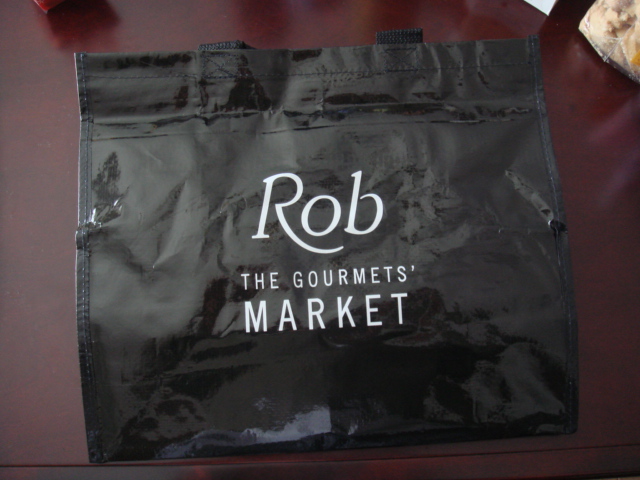 Rob
THE GOURMETS'
MARKET